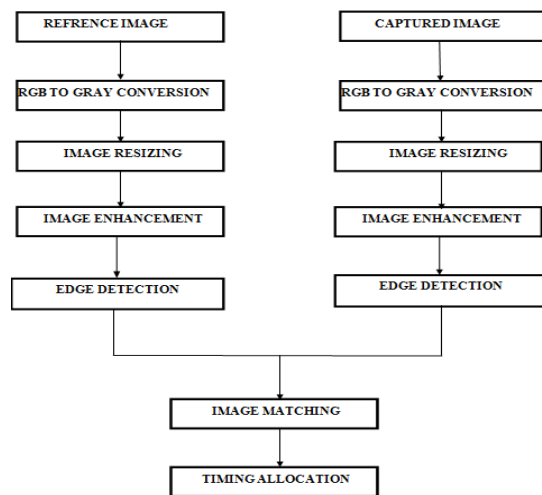 REFRENCE IMAGE
CAPTURED IMAGE
RGB TO GRAY CONVERSION
RGB TO GRAY CONVERSION
IMAGE RESIZING
IMAGE RESIZING
IMAGE ENHANCEMENT
IMAGE ENHANCEMENT
EDGE DETECTION
EDGE DETECTION
IMAGE MATCHING
TIMING ALLOCATION